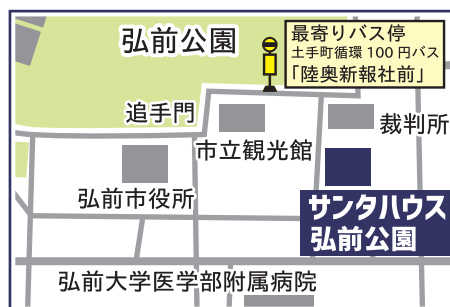 弘前公園
最寄りバス停
土手町循環100円バス
「陸奥新報社前」
追手門
裁判所
市立観光館
弘前市役所
サンタハウス
弘前公園
弘前大学医学部附属病院